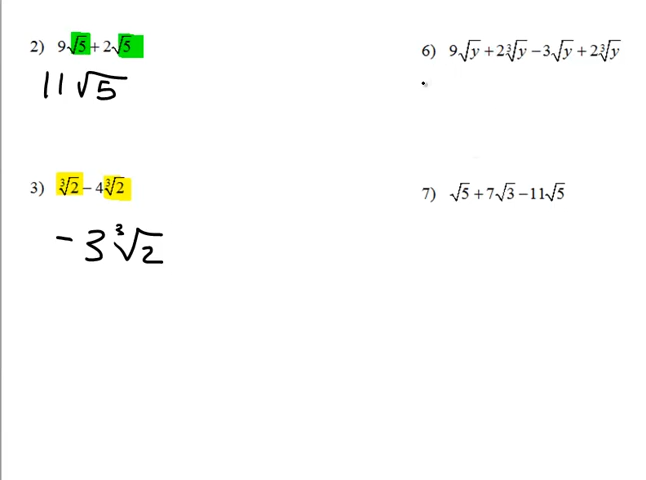 2) 9√5 + 2√5
11√5
3) ∛2 − 4∛2
−3∛2
6) 9√y + 2∛y − 3√y + 2∛y
7) √5 + 7√3 − 11√5